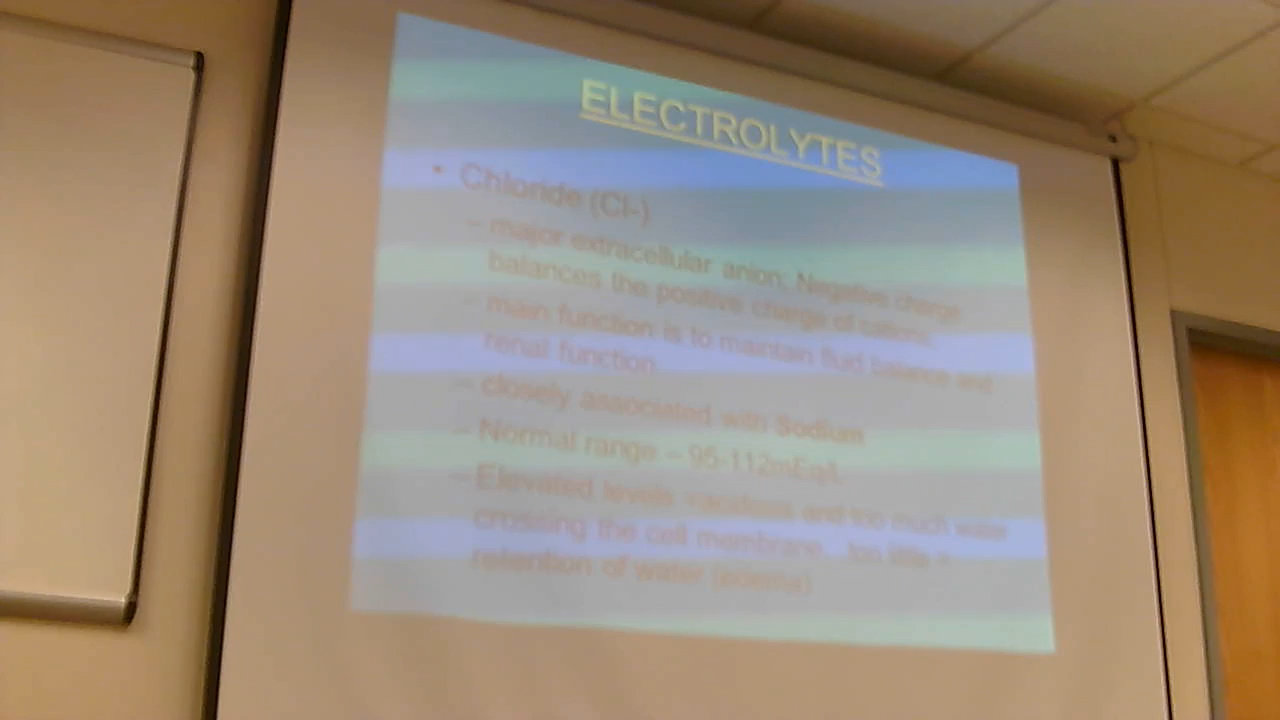 ELECTROLYTES
• Chloride (Cl-)
– major extracellular anion; Negative charge
balances the positive charge of cations;
– main function is to maintain fluid balance and
renal function.
– closely associated with Sodium
– Normal range – 95-112mEq/L
– Elevated levels =acidosis and too much water
crossing the cell membrane. too little =
retention of water (edema)